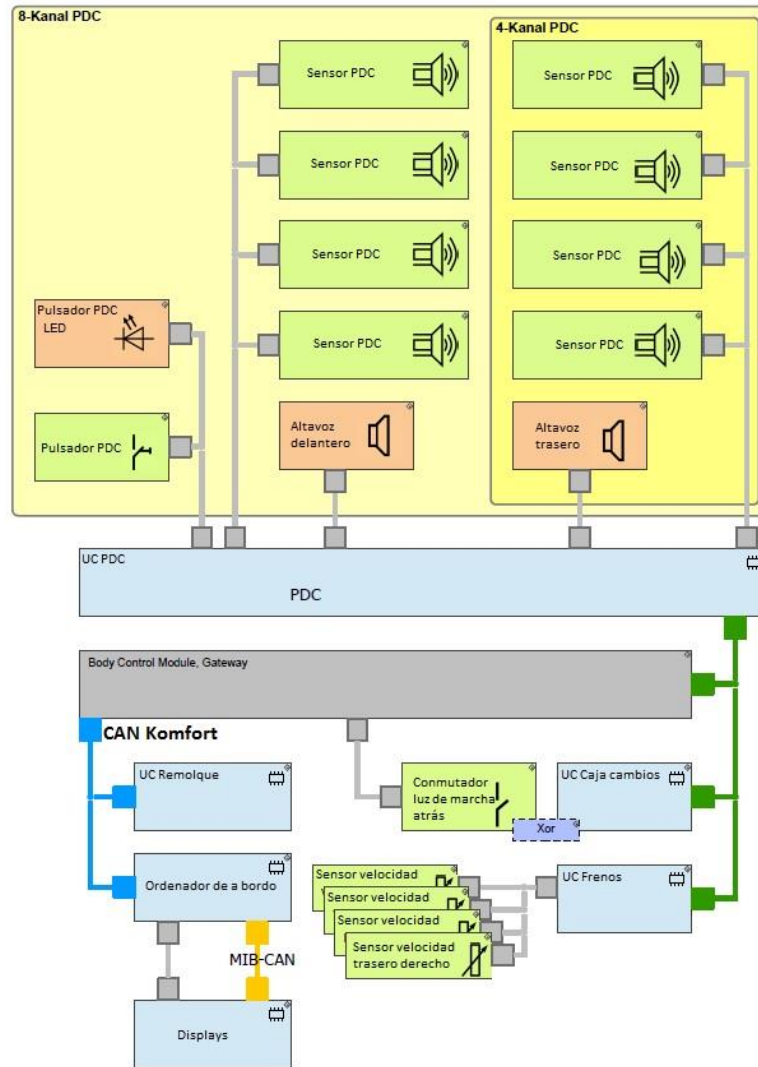 8-Kanal PDC
4-Kanal PDC
Sensor PDC
Sensor PDC
Sensor PDC
Sensor PDC
Sensor PDC
Sensor PDC
Sensor PDC
Sensor PDC
Pulsador PDC
LED
Pulsador PDC
Altavoz
delantero
Altavoz
trasero
UC PDC
PDC
Body Control Module, Gateway
CAN Komfort
UC Remolque
Conmutador
luz de marcha
atrás
UC Caja cambios
Xor
Ordenador de a bordo
Sensor velocidad
Sensor velocidad
Sensor velocidad
Sensor velocidad
trasero derecho
UC Frenos
MIB-CAN
Displays